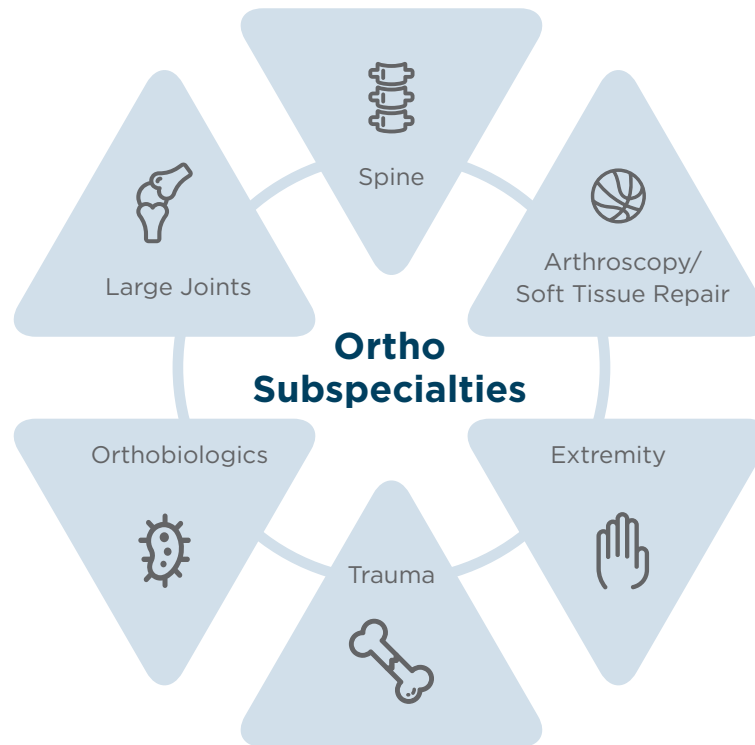 Spine
Large Joints
Arthroscopy/
Soft Tissue Repair
Ortho
Subspecialties
Orthobiologics
Extremity
Trauma